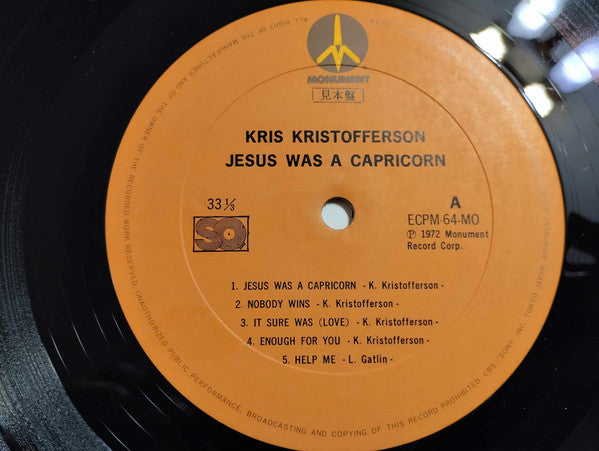 MONUMENT
見本盤
KRIS KRISTOFFERSON
JESUS WAS A CAPRICORN
33 1/3
A
SQ
ECPM-64-MO
Ⓟ 1972 Monument
Record Corp.
1. JESUS WAS A CAPRICORN - K. Kristofferson -
2. NOBODY WINS - K. Kristofferson -
3. IT SURE WAS (LOVE) - K. Kristofferson -
4. ENOUGH FOR YOU - K. Kristofferson -
5. HELP ME - L. Gatlin -
ALL RIGHT OF THE MANUFACTURER AND OF THE OWNER OF THE RECORDED WORK RESERVED. UNAUTHORIZED PUBLIC PERFORMANCE, BROADCASTING AND COPYING OF THIS RECORD PROHIBITED. CBS/SONY INC. TOKYO, JAPAN